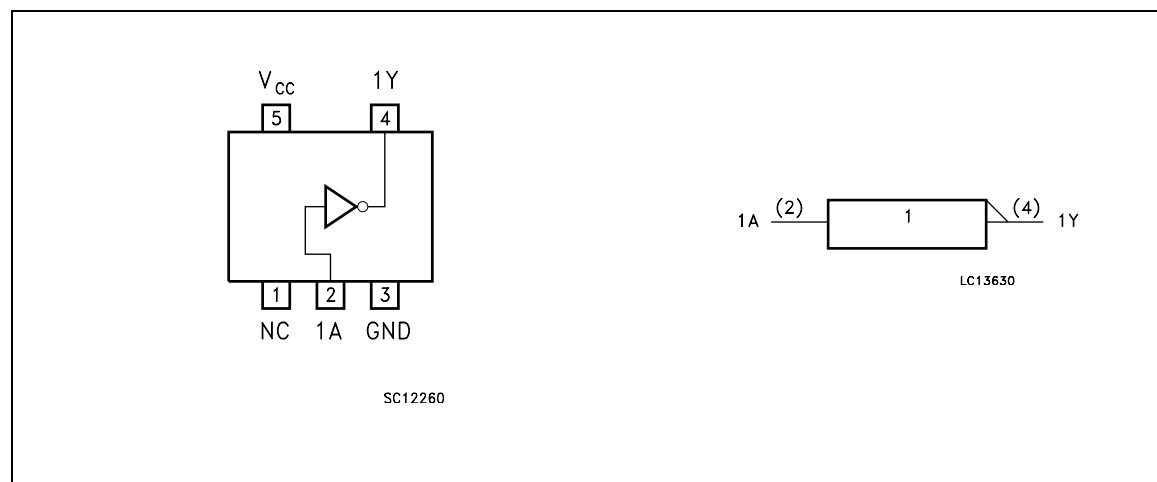 VCC 1Y
5 4
1 2 3
NC 1A GND
SC12260
1A (2) 1 (4) 1Y
LC13630